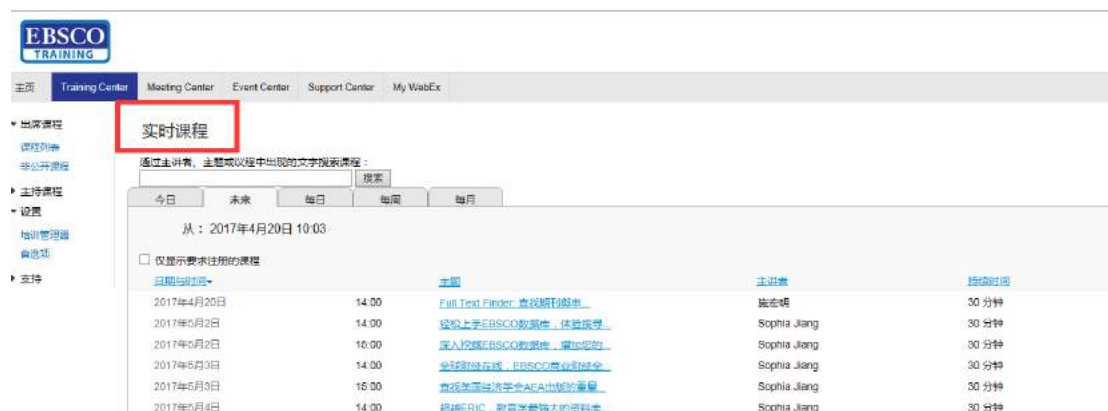 EBSCO
TRAINING
主页 Training Center Meeting Center Event Center Support Center My WebEx
出席课程
课程列表
非公开课程
主持课程
设置
培训管理器
首选项
支持
实时课程
通过主讲者、主题或议程中出现的文字搜索课程：
搜索
今日 未来 每日 每周 每月
从：2017年4月20日 10:03
仅显示要求注册的课程
日期与时间 主题 主讲者 持续时间
2017年4月20日 14:00 Full Text Finder: 查找期刊 施宏明 30 分钟
2017年5月2日 14:00 轻松上手EBSCO数据库，体验搜寻... Sophia Jiang 30 分钟
2017年5月2日 15:00 深入挖掘EBSCO数据库，增加您的... Sophia Jiang 30 分钟
2017年5月3日 14:00 全球财经在线，EBSCO商业财经全... Sophia Jiang 30 分钟
2017年5月3日 15:00 查找美国经济学会AEA出版的重量... Sophia Jiang 30 分钟
2017年5月4日 14:00 ERIC，教育学最强大的资料库... Sophia Jiang 30 分钟